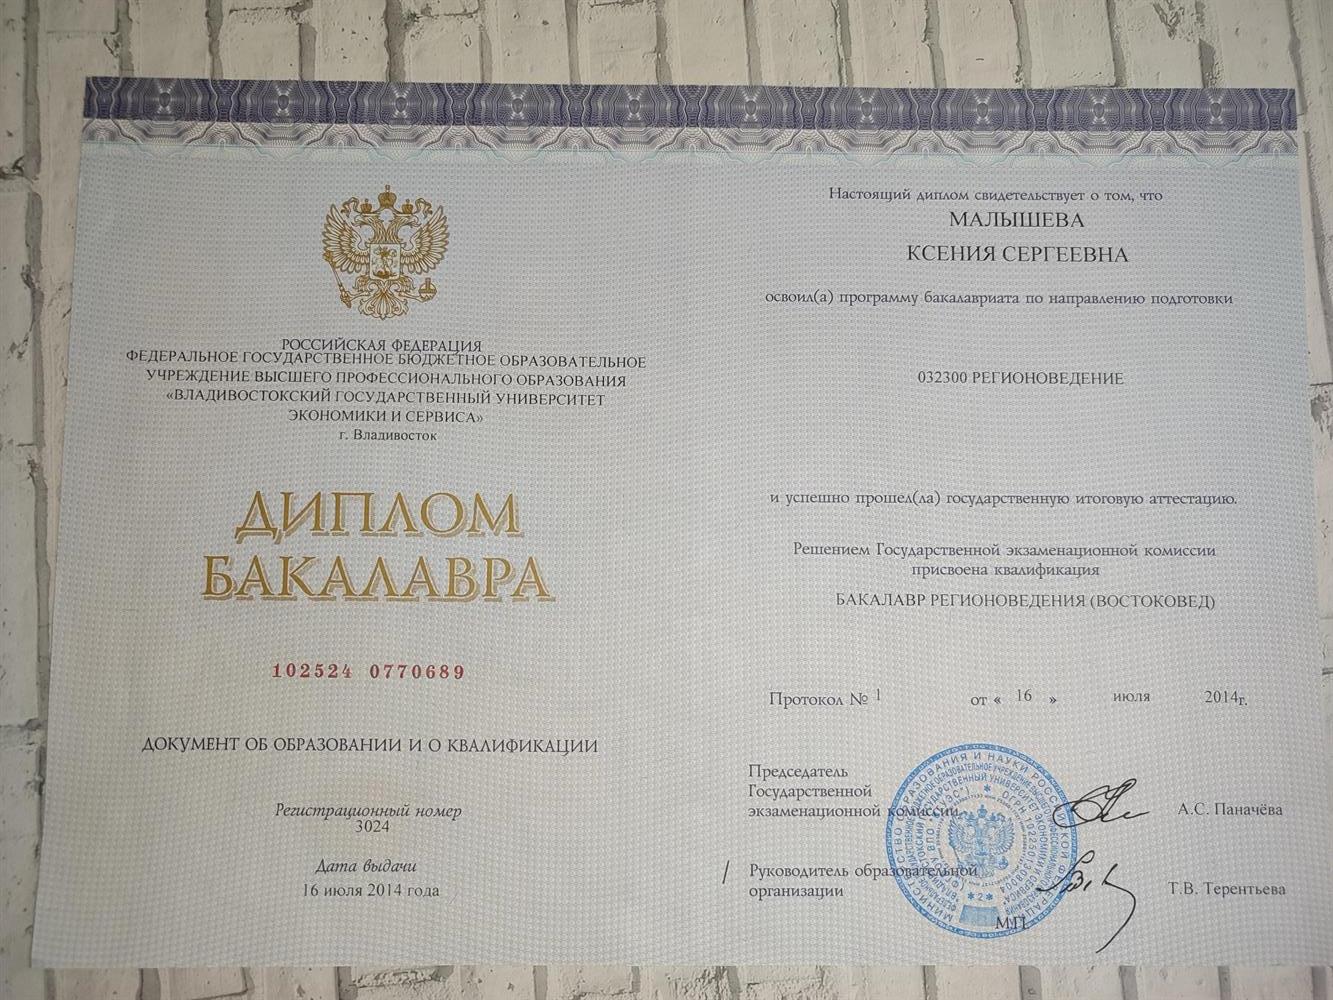 РОССИЙСКАЯ ФЕДЕРАЦИЯ
ФЕДЕРАЛЬНОЕ ГОСУДАРСТВЕННОЕ БЮДЖЕТНОЕ ОБРАЗОВАТЕЛЬНОЕ
УЧРЕЖДЕНИЕ ВЫСШЕГО ПРОФЕССИОНАЛЬНОГО ОБРАЗОВАНИЯ
«ВЛАДИВОСТОКСКИЙ ГОСУДАРСТВЕННЫЙ УНИВЕРСИТЕТ
ЭКОНОМИКИ И СЕРВИСА»
г. Владивосток
ДИПЛОМ
БАКАЛАВРА
102524 0770689
ДОКУМЕНТ ОБ ОБРАЗОВАНИИ И О КВАЛИФИКАЦИИ
Регистрационный номер
3024
Дата выдачи
16 июля 2014 года
Настоящий диплом свидетельствует о том, что
МАЛЫШЕВА
КСЕНИЯ СЕРГЕЕВНА
освоил(а) программу бакалавриата по направлению подготовки
032300 РЕГИОНОВЕДЕНИЕ
и успешно прошел(ла) государственную итоговую аттестацию.
Решением Государственной экзаменационной комиссии
присвоена квалификация
БАКАЛАВР РЕГИОНОВЕДЕНИЯ (ВОСТОКОВЕД)
Протокол № 1 от « 16 » июля 2014г.
Председатель
Государственной
экзаменационной комиссии
А.С. Паначёва
Руководитель образовательной
организации
Т.В. Терентьева
М.П.